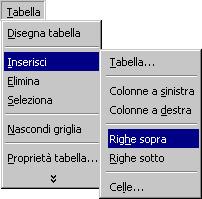 Tabella
Disegna tabella
Inserisci
Elimina
Seleziona
Nascondi griglia
Proprietà tabella...
Tabella...
Colonne a sinistra
Colonne a destra
Righe sopra
Righe sotto
Celle...